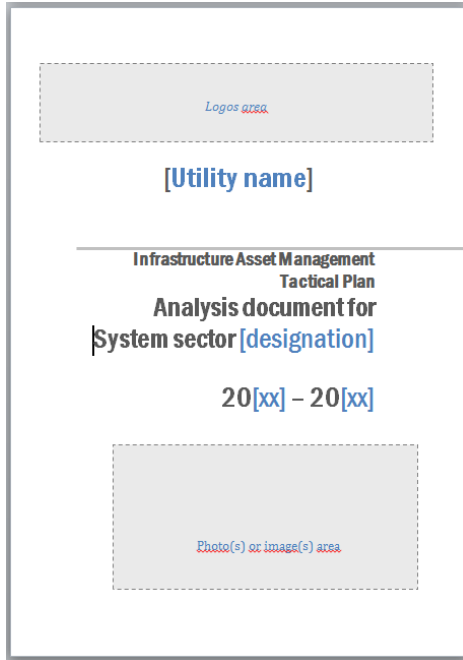 Logos area
[Utility name]
Infrastructure Asset Management
Tactical Plan
Analysis document for
System sector [designation]
20[xx] – 20[xx]
Photo(s) or image(s) area